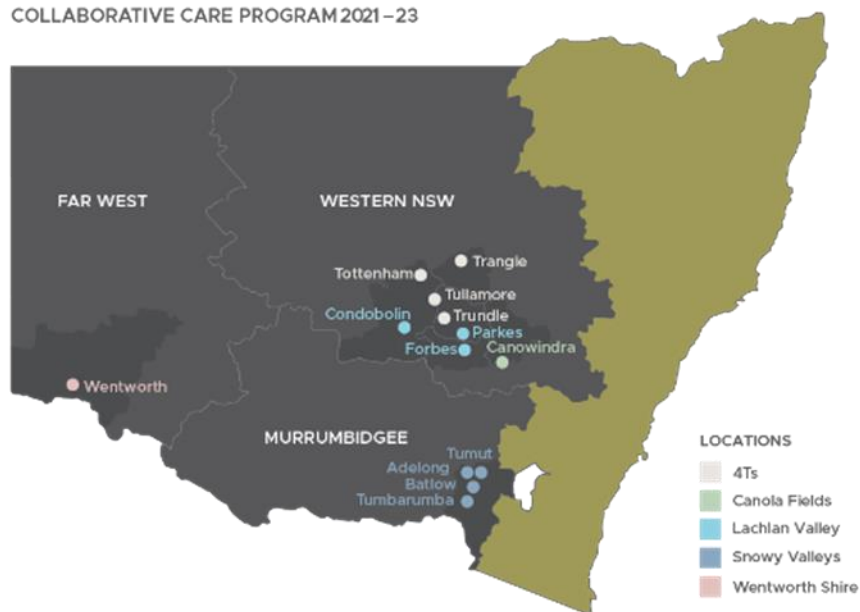 COLLABORATIVE CARE PROGRAM 2021–23
FAR WEST
WESTERN NSW
Trangie
Tottenham
Tullamore
Condobolin
Trundle
Parkes
Forbes
Canowindra
Wentworth
MURRUMBIDGEE
Tumut
Adelong
Batlow
Tumbarumba
LOCATIONS
4Ts
Canola Fields
Lachlan Valley
Snowy Valleys
Wentworth Shire